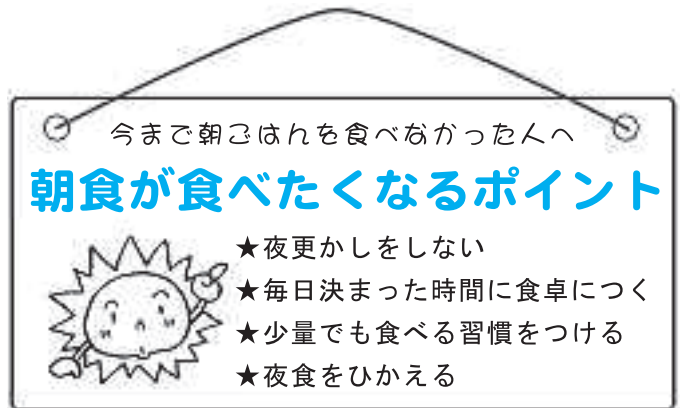 今まで朝ごはんを食べなかった人へ
朝食が食べたくなるポイント
★夜更かしをしない
★毎日決まった時間に食卓につく
★少量でも食べる習慣をつける
★夜食をひかえる